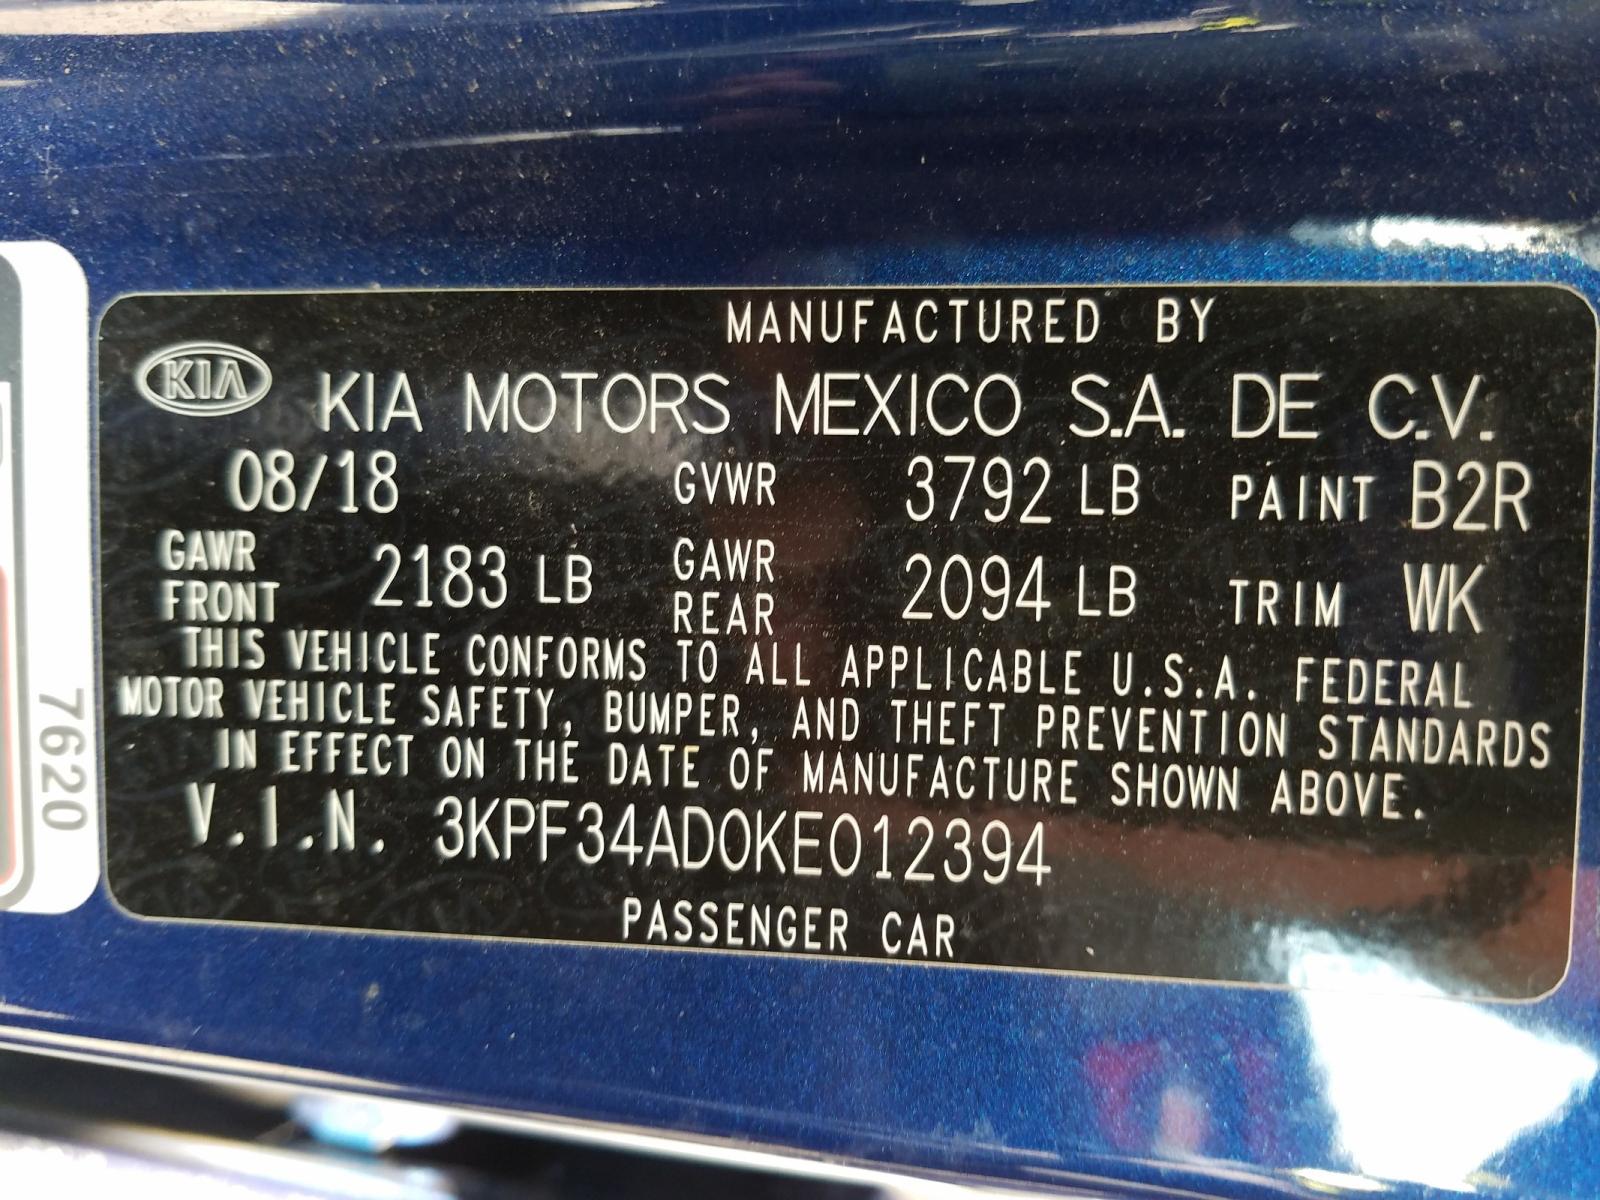 MANUFACTURED BY
KIA KIA MOTORS MEXICO S.A. DE C.V.
08/18 GVWR 3792 LB PAINT B2R
GAWR FRONT 2183 LB GAWR REAR 2094 LB TRIM WK
THIS VEHICLE CONFORMS TO ALL APPLICABLE U.S.A. FEDERAL
MOTOR VEHICLE SAFETY, BUMPER, AND THEFT PREVENTION STANDARDS
IN EFFECT ON THE DATE OF MANUFACTURE SHOWN ABOVE.
V.I.N. 3KPF34AD0KE012394
PASSENGER CAR
7620